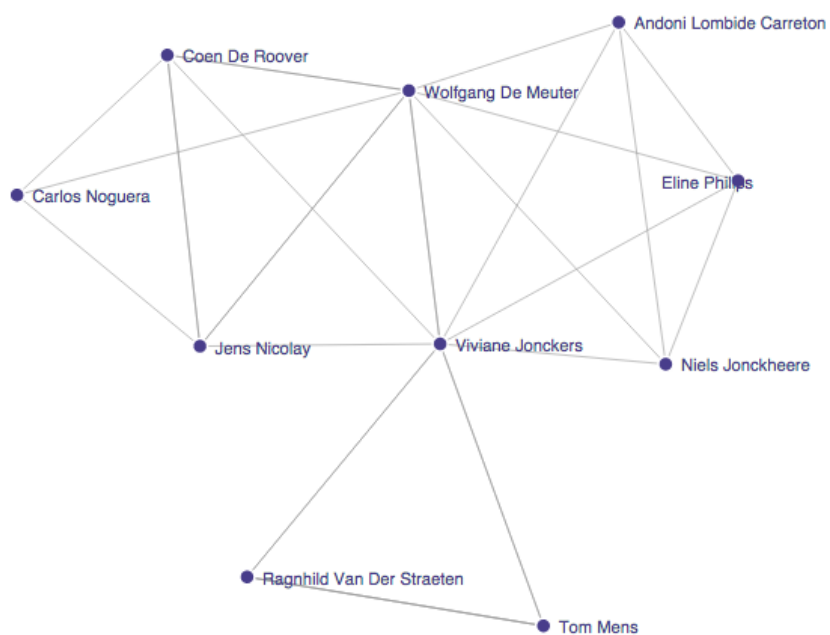 Andoni Lombide Carreton
Coen De Roover
Wolfgang De Meuter
Eline Philips
Carlos Noguera
Jens Nicolay
Viviane Jonckers
Niels Jonckheere
Ragnhild Van Der Straeten
Tom Mens